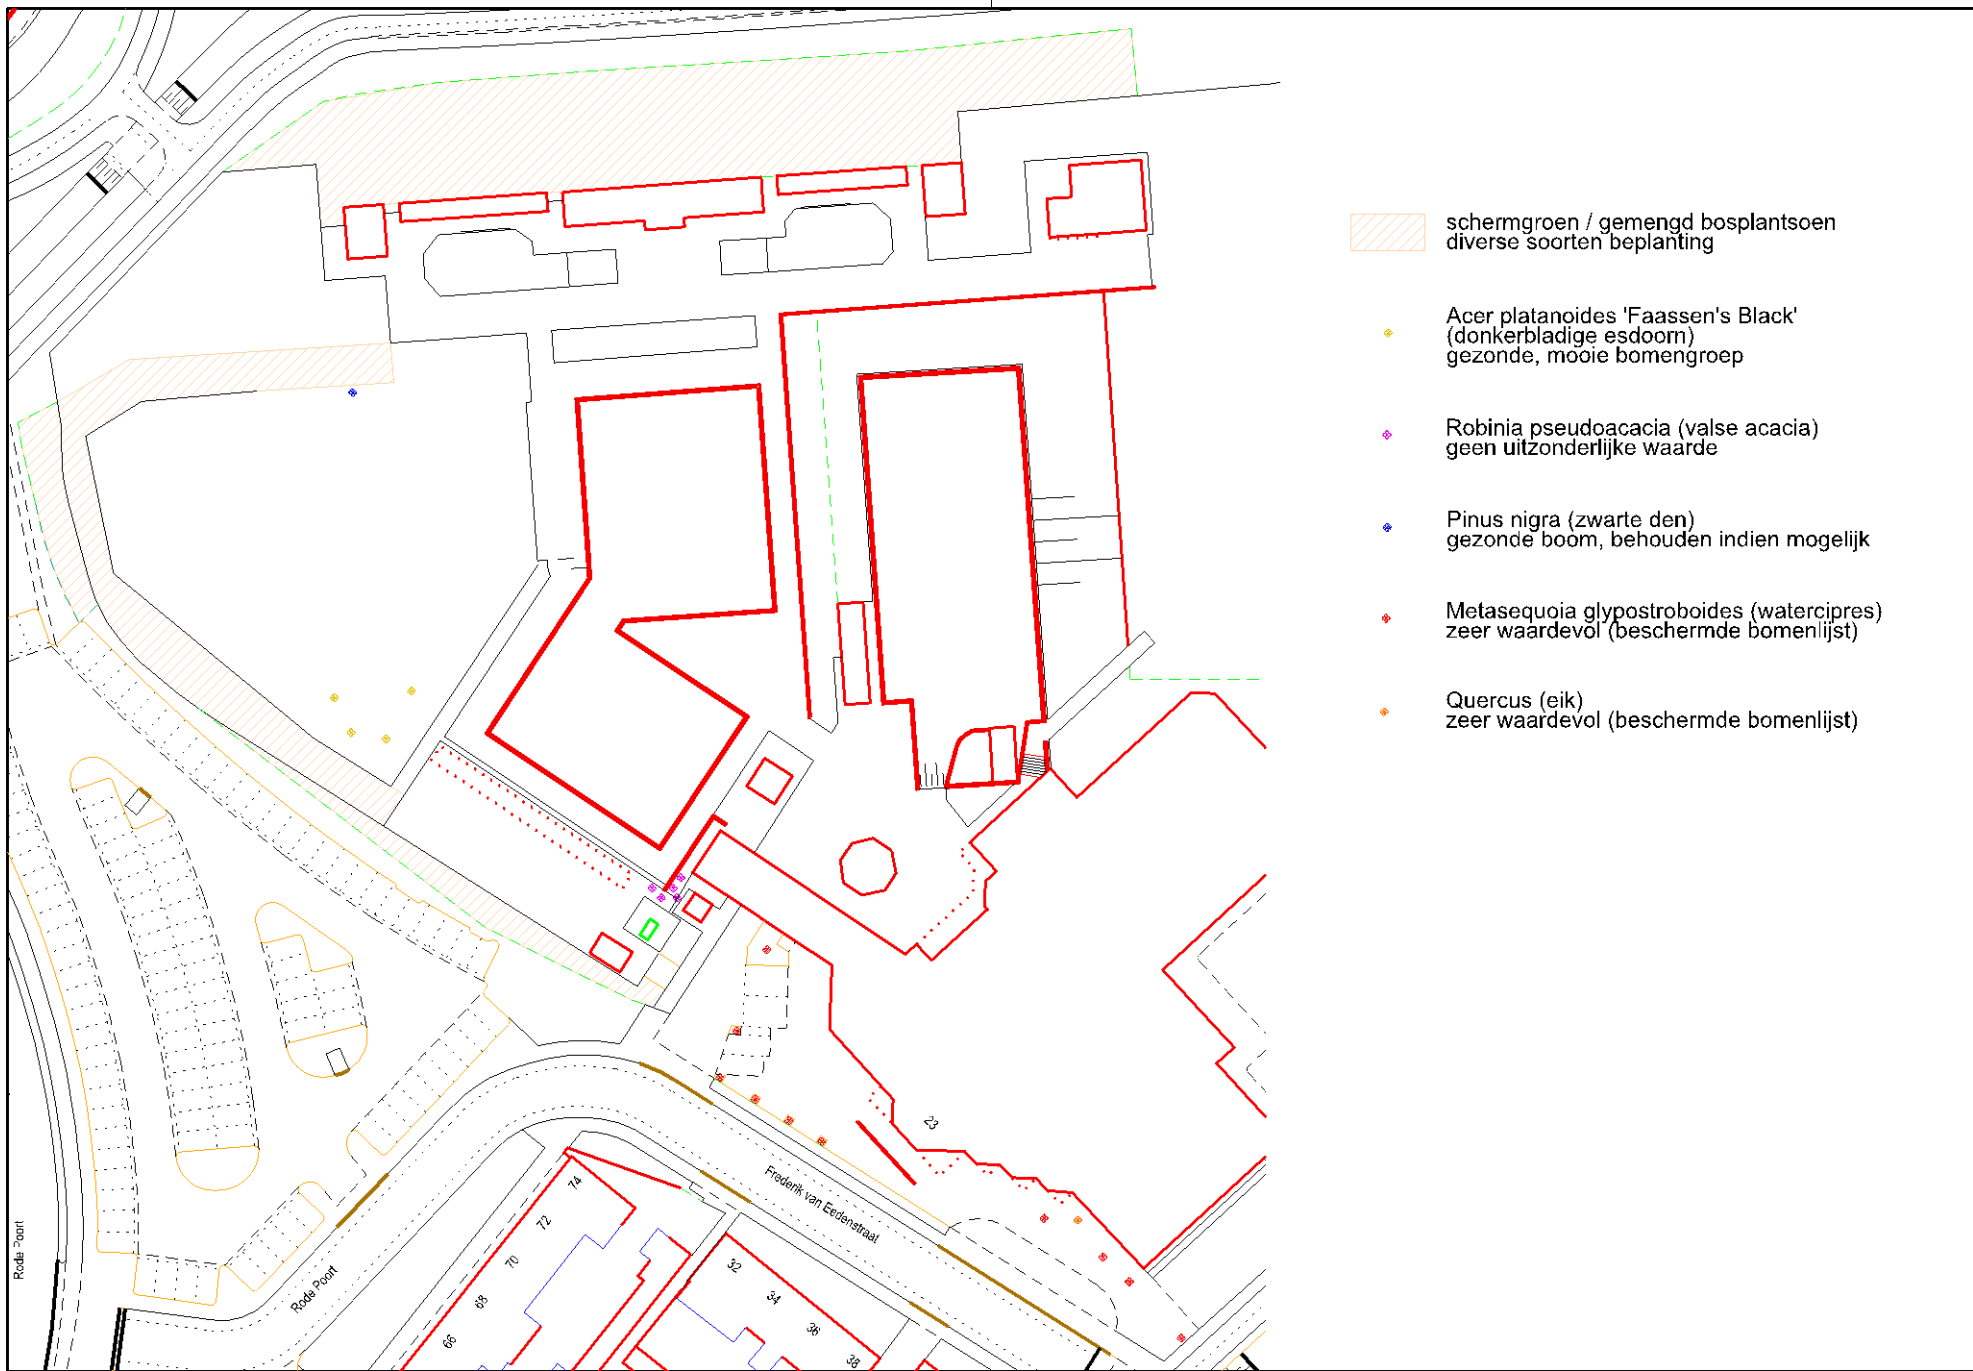 schermgroen / gemengd bosplantsoen
diverse soorten beplanting
Acer platanoides 'Faassen's Black'
(donkerbladige esdoorn)
gezonde, mooie bomengroep
Robinia pseudoacacia (valse acacia)
geen uitzonderlijke waarde
Pinus nigra (zwarte den)
gezonde boom, behouden indien mogelijk
Metasequoia glypostroboides (watercipres)
zeer waardevol (beschermde bomenlijst)
Quercus (eik)
zeer waardevol (beschermde bomenlijst)
23
Frederik van Eedenstraat
74
72
70
68
66
32
34
36
38
Rode Poort
Rode Poort